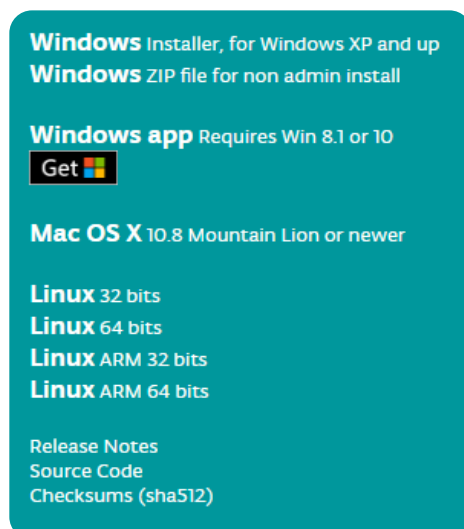 Windows Installer, for Windows XP and up
Windows ZIP file for non admin install
Windows app Requires Win 8.1 or 10
Get
Mac OS X 10.8 Mountain Lion or newer
Linux 32 bits
Linux 64 bits
Linux ARM 32 bits
Linux ARM 64 bits
Release Notes
Source Code
Checksums (sha512)